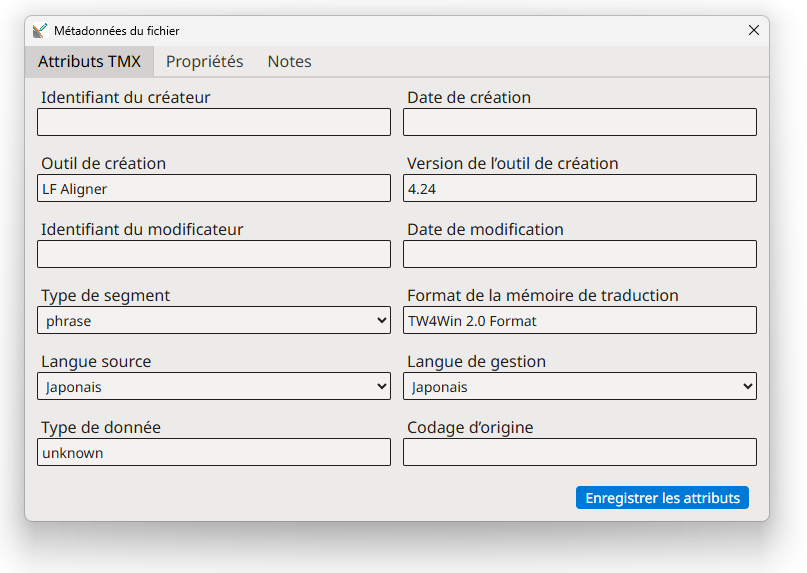 Métadonnées du fichier
Attributs TMX Propriétés Notes
Identifiant du créateur Date de création
Outil de création Version de l’outil de création
LF Aligner 4.24
Identifiant du modificateur Date de modification
Type de segment Format de la mémoire de traduction
phrase TW4Win 2.0 Format
Langue source Langue de gestion
Japonais Japonais
Type de donnée Codage d’origine
unknown
Enregistrer les attributs